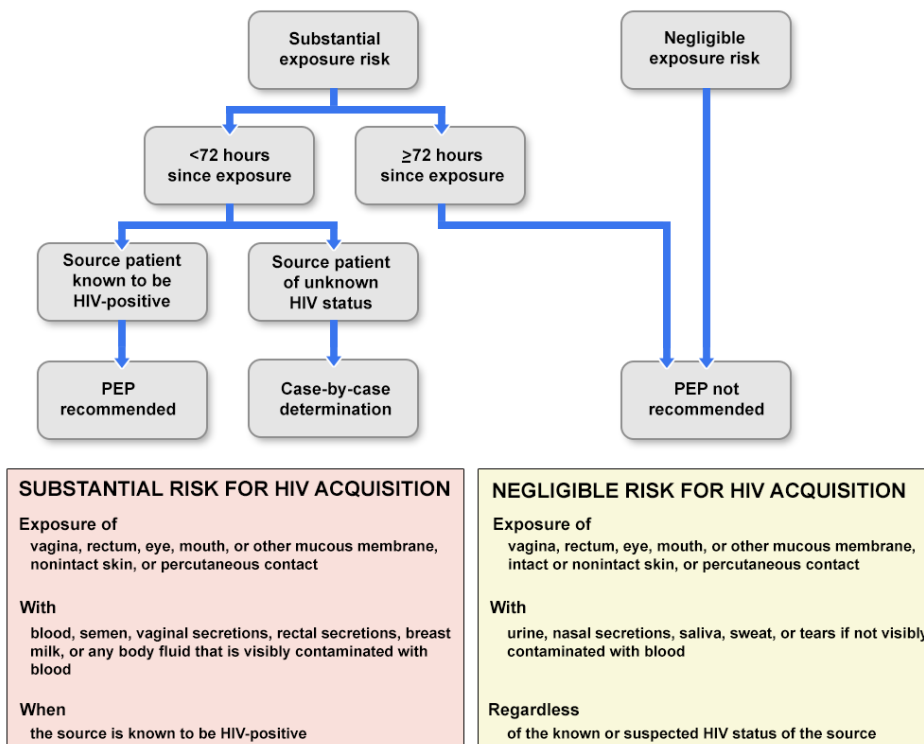 Substantial
exposure risk
Negligible
exposure risk
<72 hours
since exposure
≥72 hours
since exposure
Source patient
known to be
HIV-positive
Source patient
of unknown
HIV status
PEP
recommended
Case-by-case
determination
PEP not
recommended
SUBSTANTIAL RISK FOR HIV ACQUISITION
Exposure of
vagina, rectum, eye, mouth, or other mucous membrane,
nonintact skin, or percutaneous contact
With
blood, semen, vaginal secretions, rectal secretions, breast
milk, or any body fluid that is visibly contaminated with
blood
When
the source is known to be HIV-positive
NEGLIGIBLE RISK FOR HIV ACQUISITION
Exposure of
vagina, rectum, eye, mouth, or other mucous membrane,
intact or nonintact skin, or percutaneous contact
With
urine, nasal secretions, saliva, sweat, or tears if not visibly
contaminated with blood
Regardless
of the known or suspected HIV status of the source